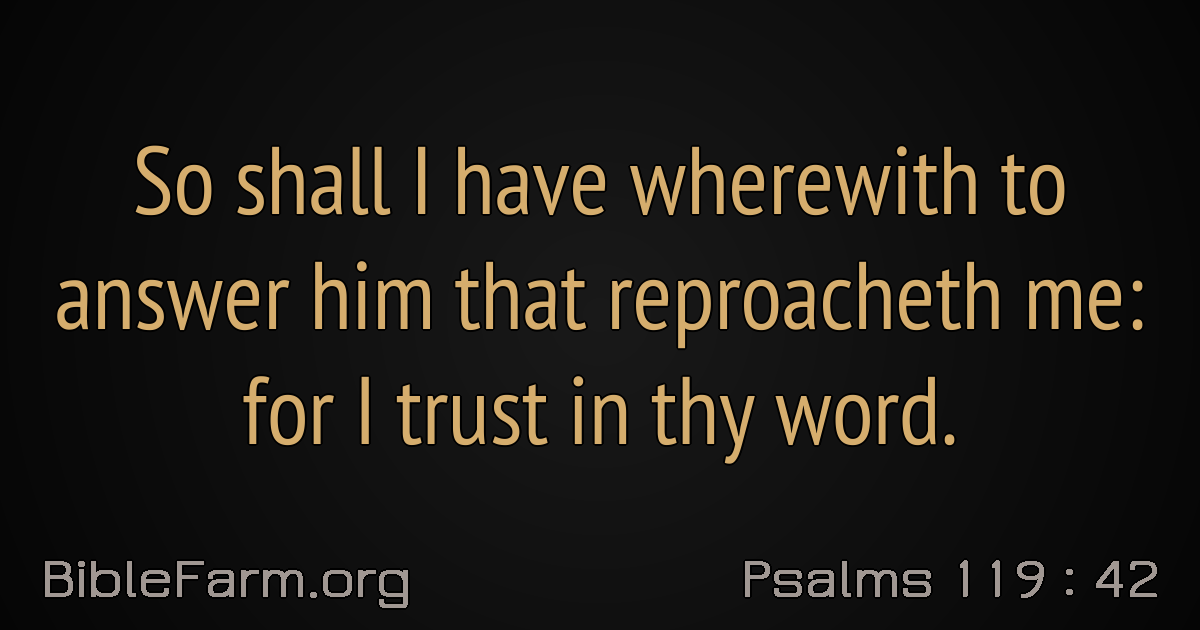 So shall I have wherewith to
answer him that reproacheth me:
for I trust in thy word.
BibleFarm.org
Psalms 119 : 42